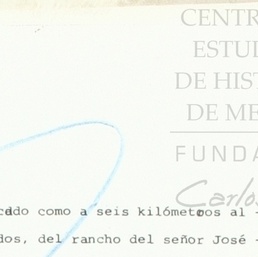 CENTR
ESTUD
DE HIST
DE ME
FUNDA
Carlos
cado como a seis kilómetros al -
dos, del rancho del señor José -